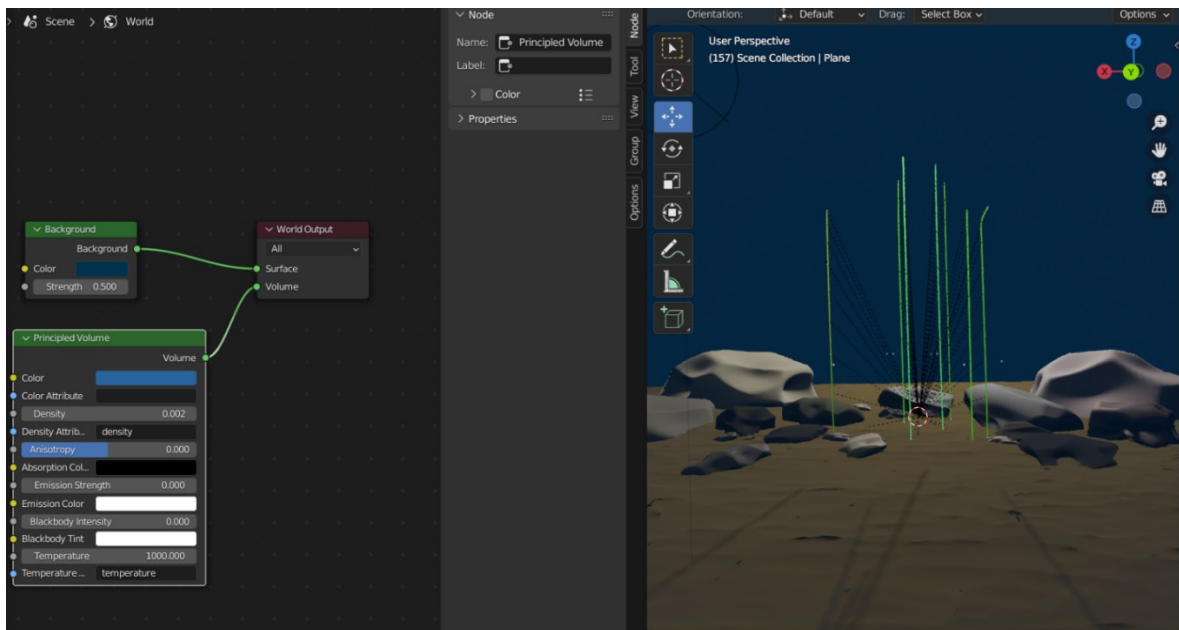 Scene > World
Background
Background
Color
Strength 0.500
World Output
All
Surface
Volume
Principled Volume
Volume
Color
Color Attribute
Density 0.002
Density Attrib... density
Anisotropy 0.000
Absorption Col...
Emission Strength 0.000
Emission Color
Blackbody Intensity 0.000
Blackbody Tint
Temperature 1000.000
Temperature ... temperature
Node
Name: Principled Volume
Label:
Color
Properties
Node
Tool
View
Group
Options
Orientation: Default Drag: Select Box Options
User Perspective
(157) Scene Collection | Plane
Z
X
Y